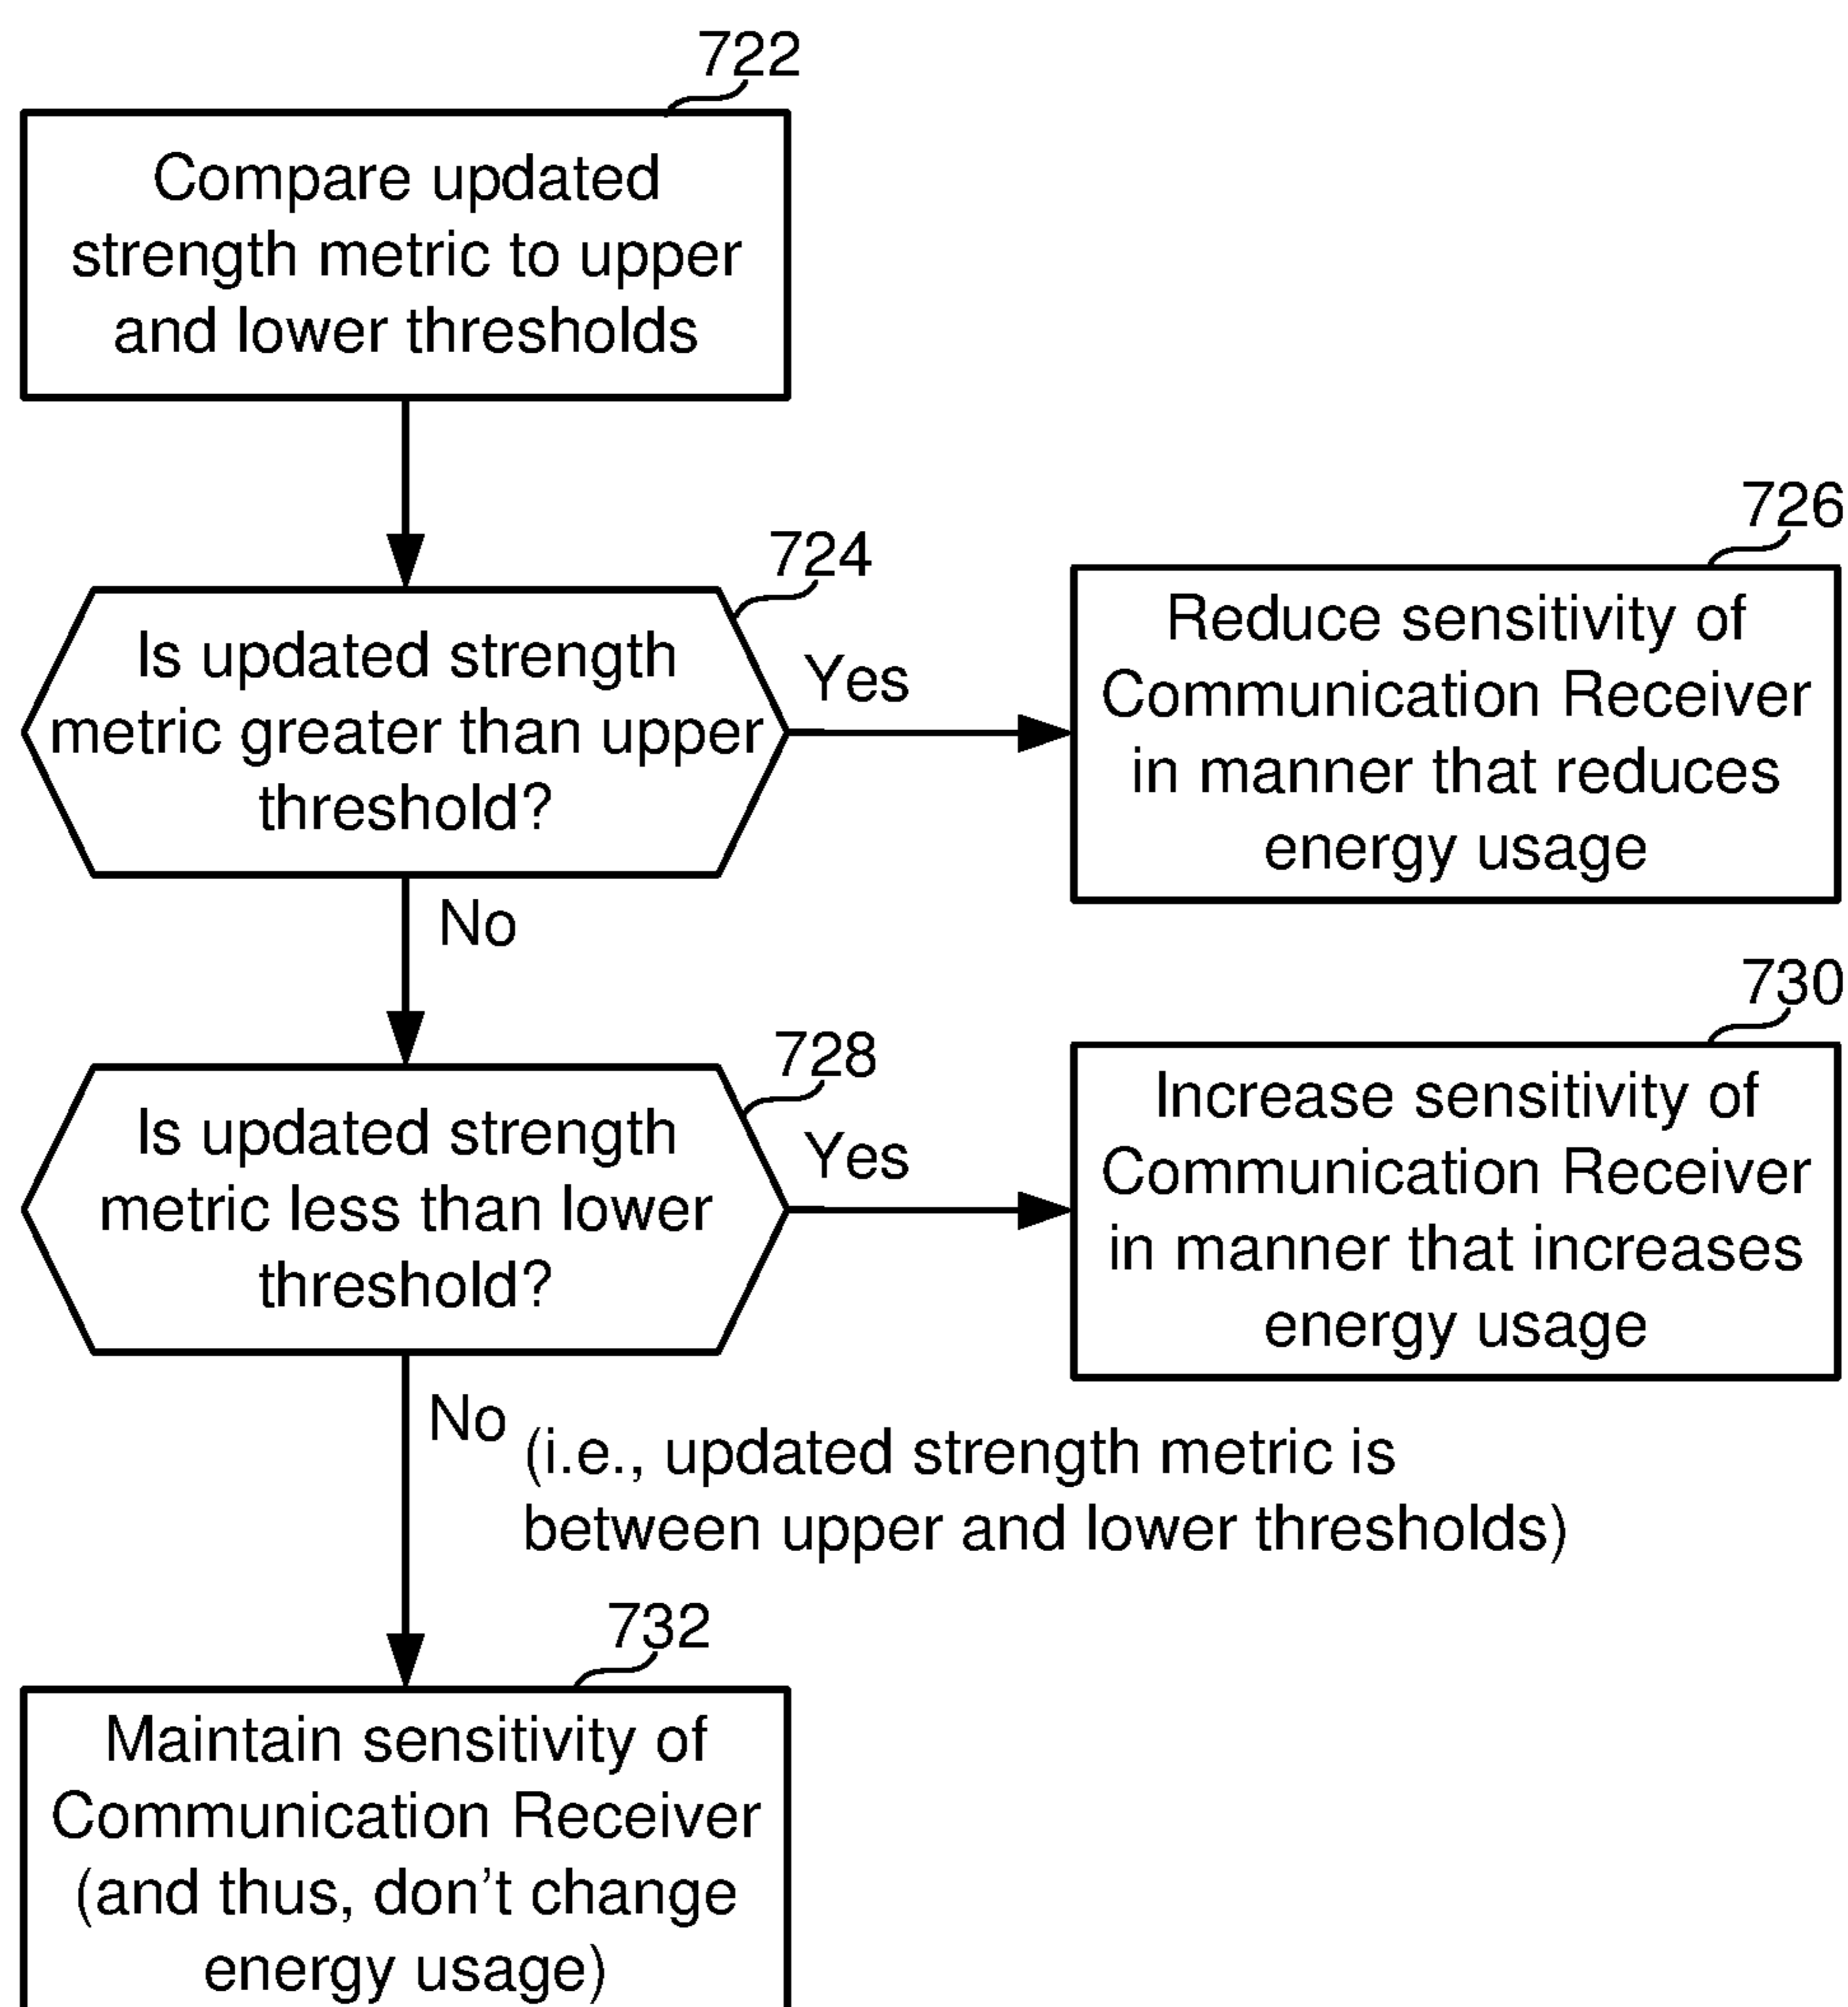 722
Compare updated
strength metric to upper
and lower thresholds
724
Is updated strength
metric greater than upper
threshold?
Yes
726
Reduce sensitivity of
Communication Receiver
in manner that reduces
energy usage
No
728
Is updated strength
metric less than lower
threshold?
Yes
730
Increase sensitivity of
Communication Receiver
in manner that increases
energy usage
No
(i.e., updated strength metric is
between upper and lower thresholds)
732
Maintain sensitivity of
Communication Receiver
(and thus, don't change
energy usage)